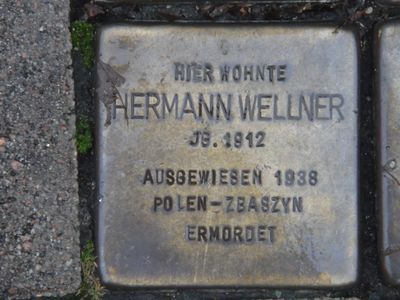 HIER WOHNTE
HERMANN WELLNER
JG. 1912
AUSGEWIESEN 1938
POLEN-ZBASZYN
ERMORDET